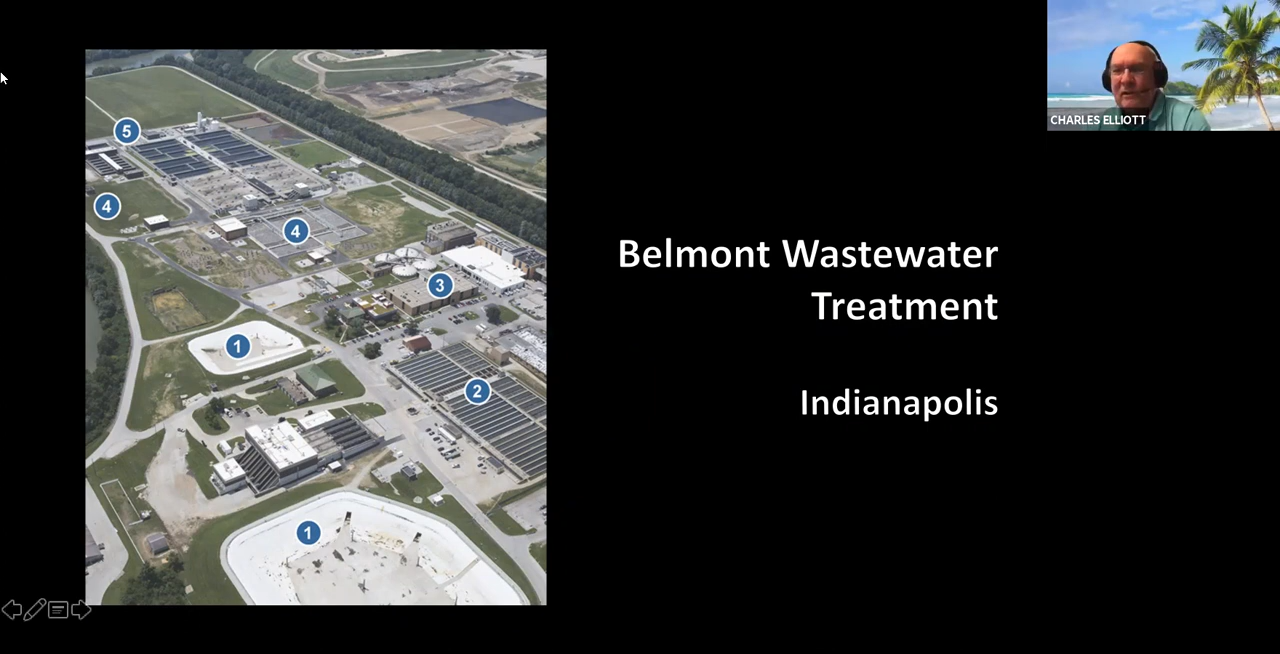 CHARLES ELLIOTT
5
4
4
3
1
2
1
Belmont Wastewater
Treatment
Indianapolis